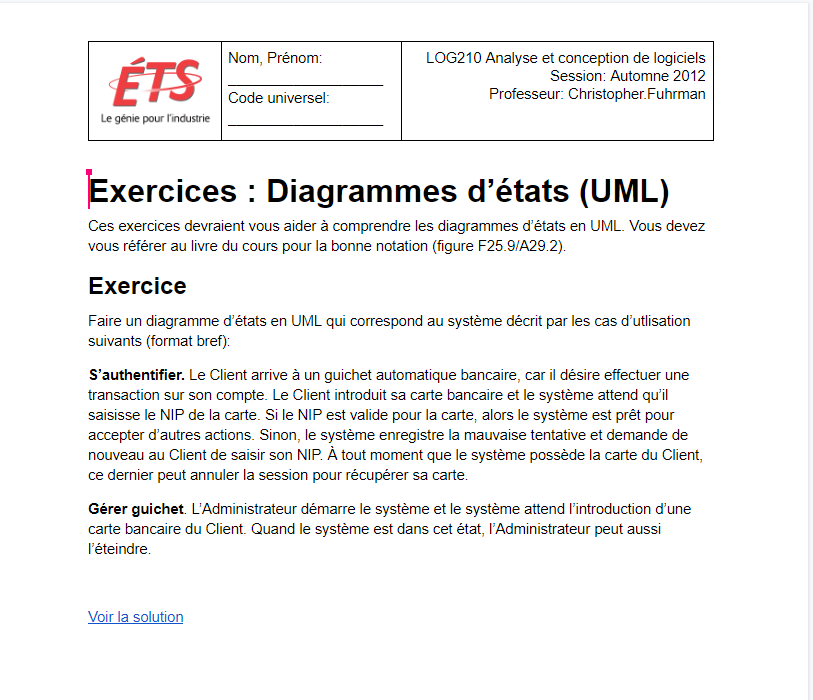 ÉTS
Le génie pour l'industrie
Nom, Prénom:
Code universel:
LOG210 Analyse et conception de logiciels
Session: Automne 2012
Professeur: Christopher.Fuhrman
Exercices : Diagrammes d’états (UML)
Ces exercices devraient vous aider à comprendre les diagrammes d’états en UML. Vous devez
vous référer au livre du cours pour la bonne notation (figure F25.9/A29.2).
Exercice
Faire un diagramme d’états en UML qui correspond au système décrit par les cas d’utlisation
suivants (format bref):
S’authentifier. Le Client arrive à un guichet automatique bancaire, car il désire effectuer une
transaction sur son compte. Le Client introduit sa carte bancaire et le système attend qu’il
saisisse le NIP de la carte. Si le NIP est valide pour la carte, alors le système est prêt pour
accepter d’autres actions. Sinon, le système enregistre la mauvaise tentative et demande de
nouveau au Client de saisir son NIP. À tout moment que le système possède la carte du Client,
ce dernier peut annuler la session pour récupérer sa carte.
Gérer guichet. L’Administrateur démarre le système et le système attend l’introduction d’une
carte bancaire du Client. Quand le système est dans cet état, l’Administrateur peut aussi
l’éteindre.
Voir la solution